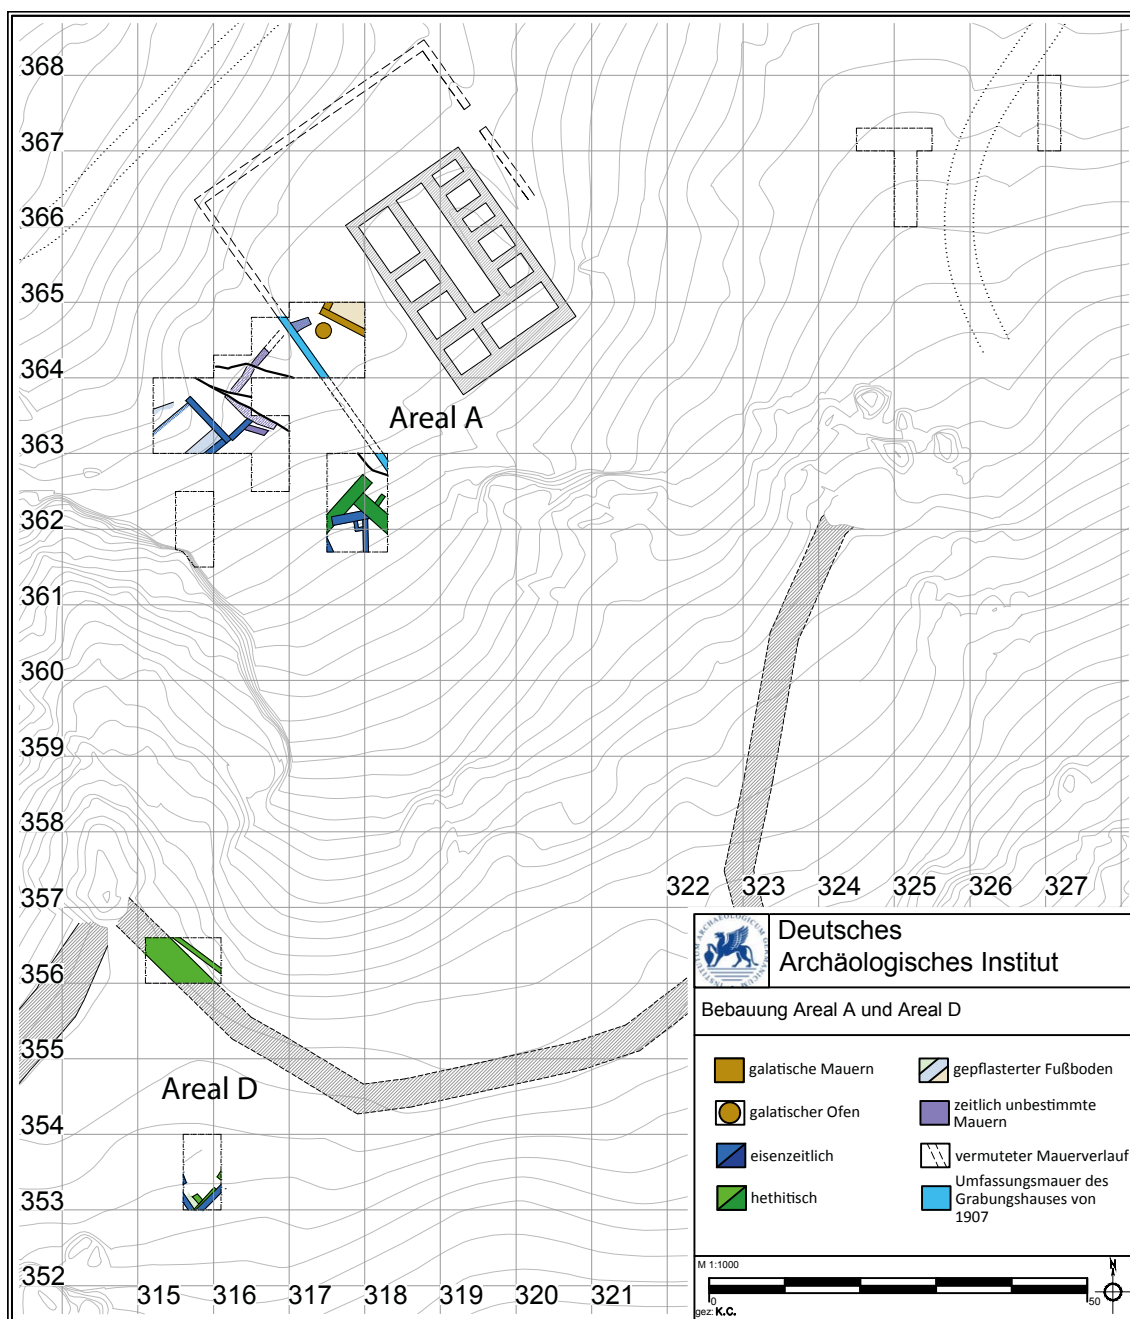 368
367
366
365
364
Areal A
363
362
361
360
359
358
357
322 323 324 325 326 327
356
355
Areal D
354
353
352
315 316 317 318 319 320 321
Deutsches
Archäologisches Institut
Bebauung Areal A und Areal D
galatische Mauern
galatischer Ofen
eisenzeitlich
hethitisch
gepflasterter Fußboden
zeitlich unbestimmte
Mauern
vermuteter Mauerverlauf
Umfassungsmauer des
Grabungshauses von
1907
M 1:1000
N
0 50
gez: K.C.